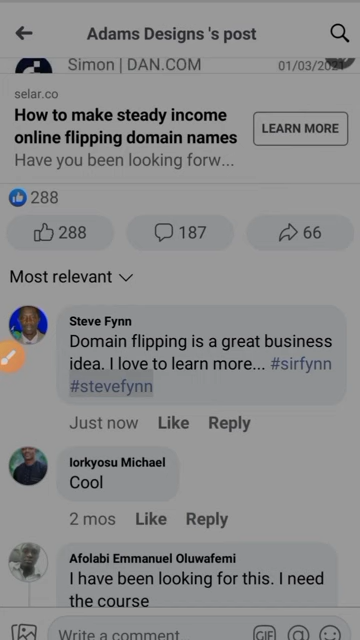 Adams Designs 's post
Simon | DAN.COM
01/03/2021
selar.co
How to make steady income
online flipping domain names
Have you been looking forw...
LEARN MORE
288
288
187
66
Most relevant
Steve Fynn
Domain flipping is a great business
idea. I love to learn more... #sirfynn
#stevefynn
Just now Like Reply
Iorkyosu Michael
Cool
2 mos Like Reply
Afolabi Emmanuel Oluwafemi
I have been looking for this. I need
the course
Write a comment
GIF